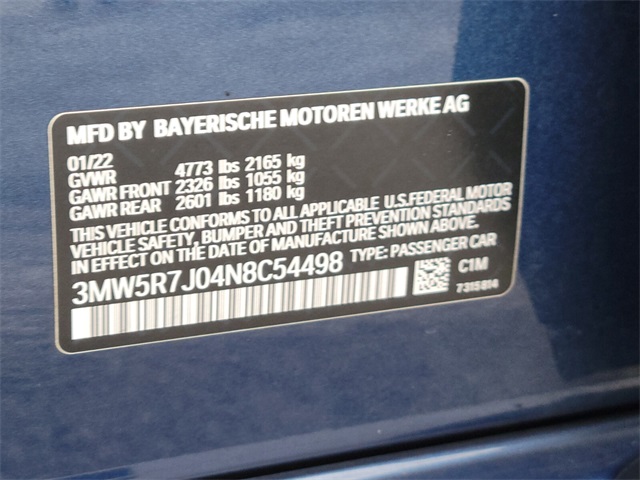 MFD BY BAYERISCHE MOTOREN WERKE AG
01/22
GVWR 4773 lbs 2165 kg
GAWR FRONT 2326 lbs 1055 kg
GAWR REAR 2601 lbs 1180 kg
THIS VEHICLE CONFORMS TO ALL APPLICABLE U.S.FEDERAL MOTOR
VEHICLE SAFETY, BUMPER AND THEFT PREVENTION STANDARDS
IN EFFECT ON THE DATE OF MANUFACTURE SHOWN ABOVE.
3MW5R7J04N8C54498 TYPE: PASSENGER CAR
C1M
7315814